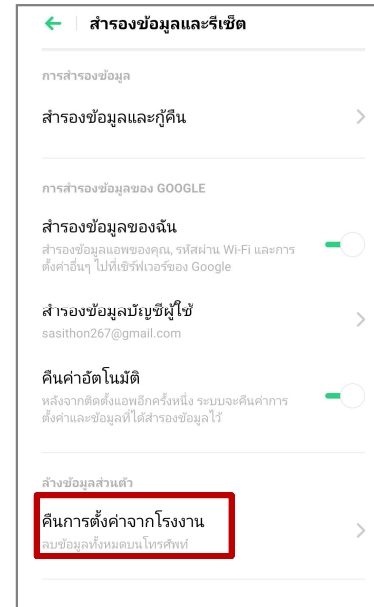 สำรองข้อมูลและรีเซ็ต
การสำรองข้อมูล
สำรองข้อมูลและกู้คืน
การสำรองข้อมูลของ GOOGLE
สำรองข้อมูลของฉัน
สำรองข้อมูลแอพของคุณ, รหัสผ่าน Wi-Fi และการ
ตั้งค่าอื่นๆ ไปที่เซิร์ฟเวอร์ของ Google
สำรองข้อมูลบัญชีผู้ใช้
sasithon267@gmail.com
คืนค่าอัตโนมัติ
หลังจากติดตั้งแอพอีกครั้งหนึ่ง ระบบจะคืนค่าการ
ตั้งค่าและข้อมูลที่ได้สำรองข้อมูลไว้
ล้างข้อมูลส่วนตัว
คืนการตั้งค่าจากโรงงาน
ลบข้อมูลทั้งหมดบนโทรศัพท์